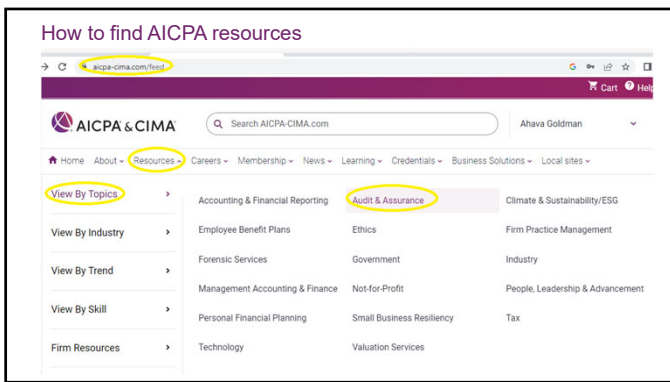 How to find AICPA resources
aicpa-cima.com/feed
Cart Help
AICPA & CIMA
Search AICPA-CIMA.com
Ahava Goldman
Home About Resources Careers Membership News Learning Credentials Business Solutions Local sites
View By Topics
Accounting & Financial Reporting Audit & Assurance Climate & Sustainability/ESG
View By Industry
Employee Benefit Plans Ethics Firm Practice Management
Forensic Services Government Industry
View By Trend
Management Accounting & Finance Not-for-Profit People, Leadership & Advancement
View By Skill
Personal Financial Planning Small Business Resiliency Tax
Firm Resources
Technology Valuation Services